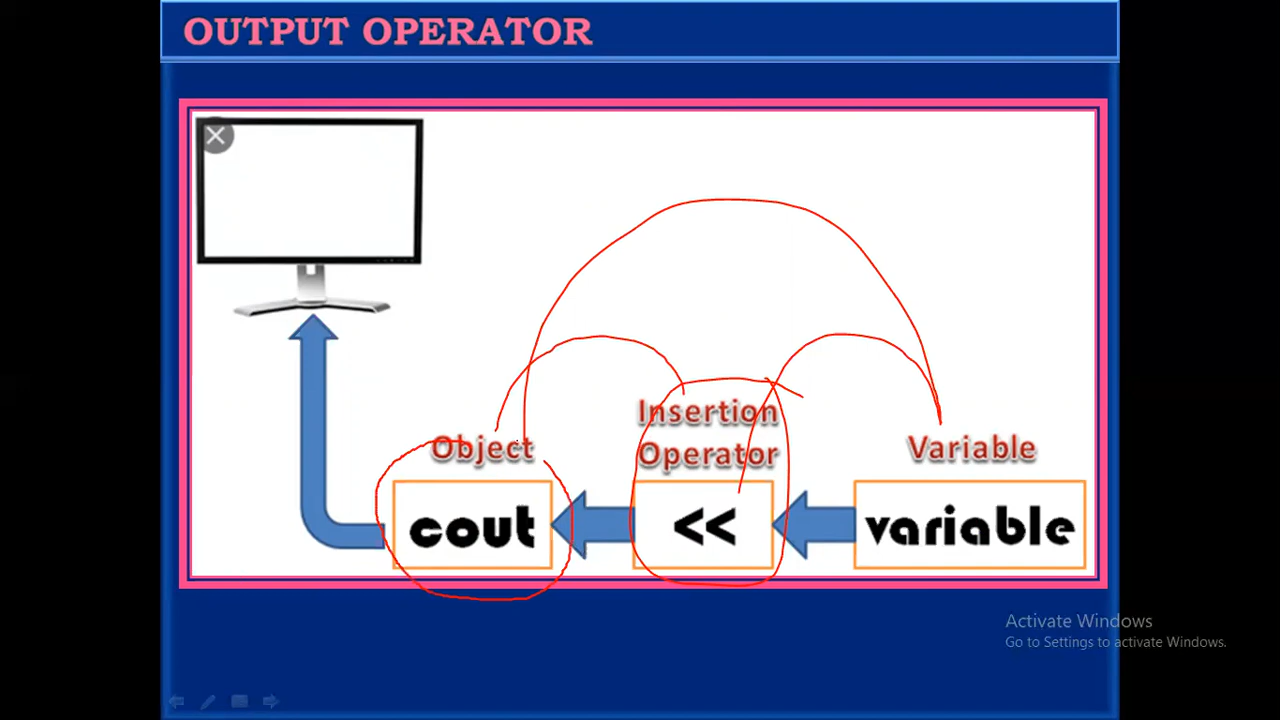 OUTPUT OPERATOR
Insertion
Operator
Object
Variable
cout
<<
variable
Activate Windows
Go to Settings to activate Windows.